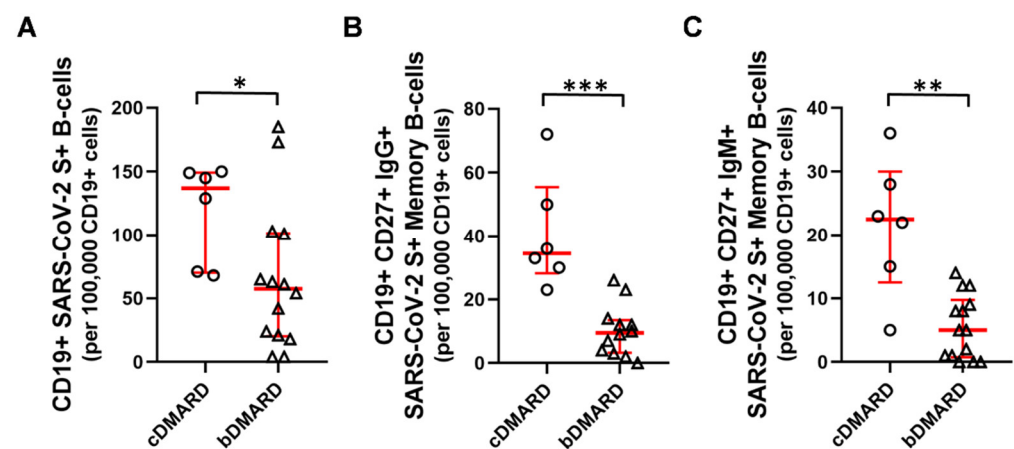 A
CD19+ SARS-CoV-2 S+ B-cells
(per 100,000 CD19+ cells)
200
150
100
50
0
*
cDMARD
bDMARD
B
CD19+ CD27+ IgG+
SARS-CoV-2 S+ Memory B-cells
(per 100,000 CD19+ cells)
80
60
40
20
0
***
cDMARD
bDMARD
C
CD19+ CD27+ IgM+
SARS-CoV-2 S+ Memory B-cells
(per 100,000 CD19+ cells)
40
30
20
10
0
**
cDMARD
bDMARD